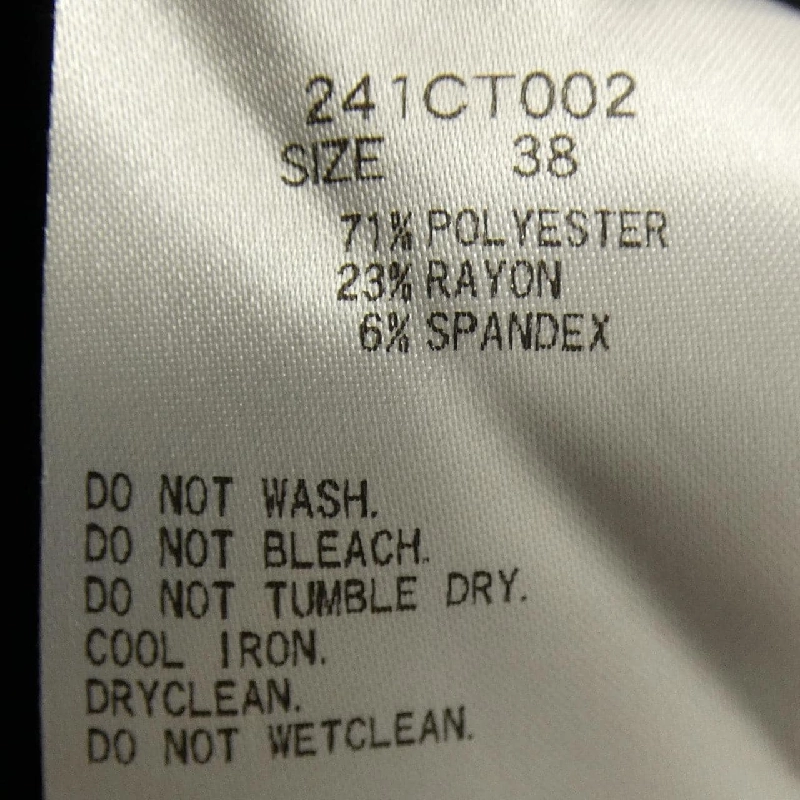 241CT002
SIZE 38
71% POLYESTER
23% RAYON
6% SPANDEX
DO NOT WASH.
DO NOT BLEACH.
DO NOT TUMBLE DRY.
COOL IRON.
DRYCLEAN.
DO NOT WETCLEAN.